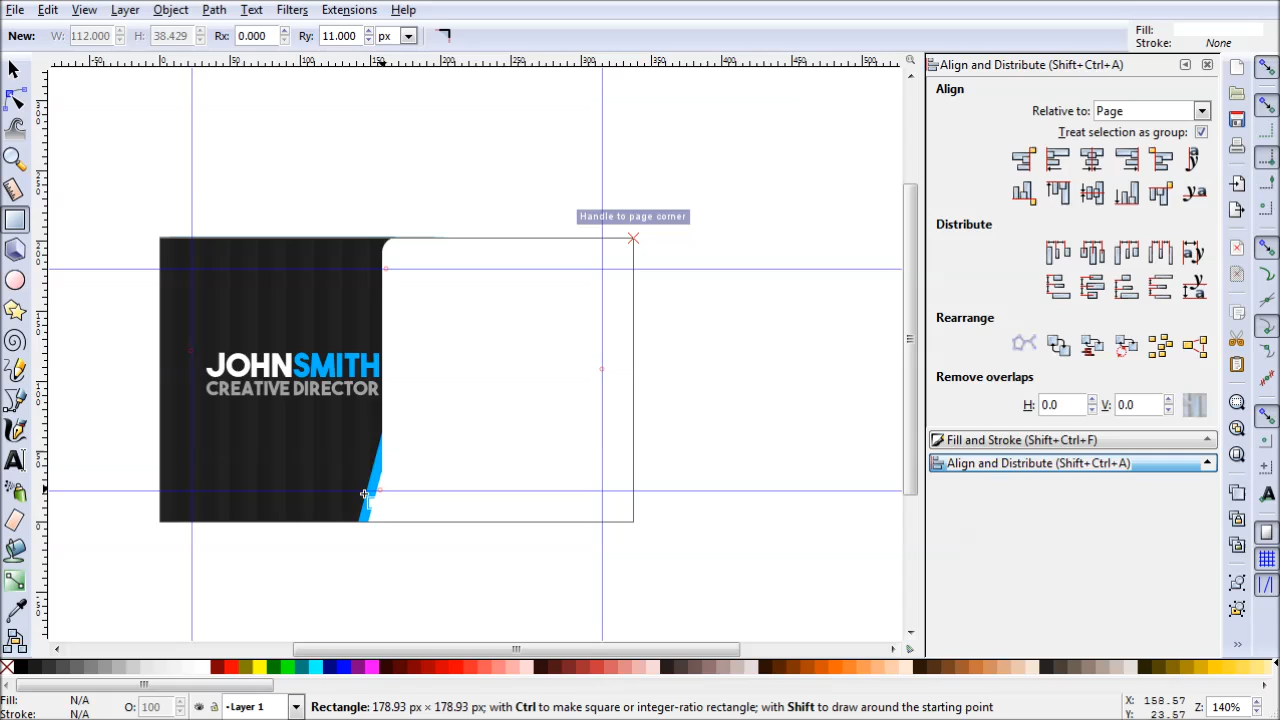 File Edit View Layer Object Path Text Filters Extensions Help
New: W: 112.000 H: 38.429 Rx: 0.000 Ry: 11.000 px
Fill:
Stroke: None
Align and Distribute (Shift+Ctrl+A)
Align
Relative to: Page
Treat selection as group:
Distribute
Rearrange
Remove overlaps
H: 0.0 V: 0.0
Fill and Stroke (Shift+Ctrl+F)
Align and Distribute (Shift+Ctrl+A)
Handle to page corner
JOHNSMITH
CREATIVE DIRECTOR
Fill: N/A
Stroke: N/A
O: 100
Layer 1
Rectangle: 178.93 px × 178.93 px; with Ctrl to make square or integer-ratio rectangle; with Shift to draw around the starting point
X: 158.57
Y: 23.57
Z: 140%